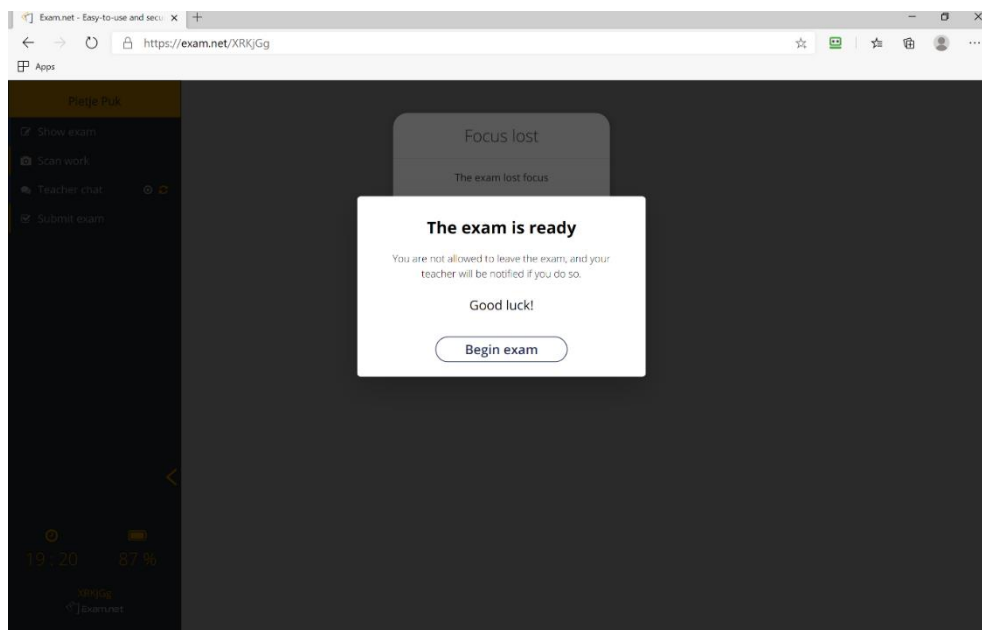 Exam.net - Easy-to-use and secu
https://exam.net/XRKjGg
Apps
Pietje Puk
Show exam
Scan work
Teacher chat
Submit exam
Focus lost
The exam lost focus
The exam is ready
You are not allowed to leave the exam, and your
teacher will be notified if you do so.
Good luck!
Begin exam
19:20 87 %
XRKjGg
Exam.net